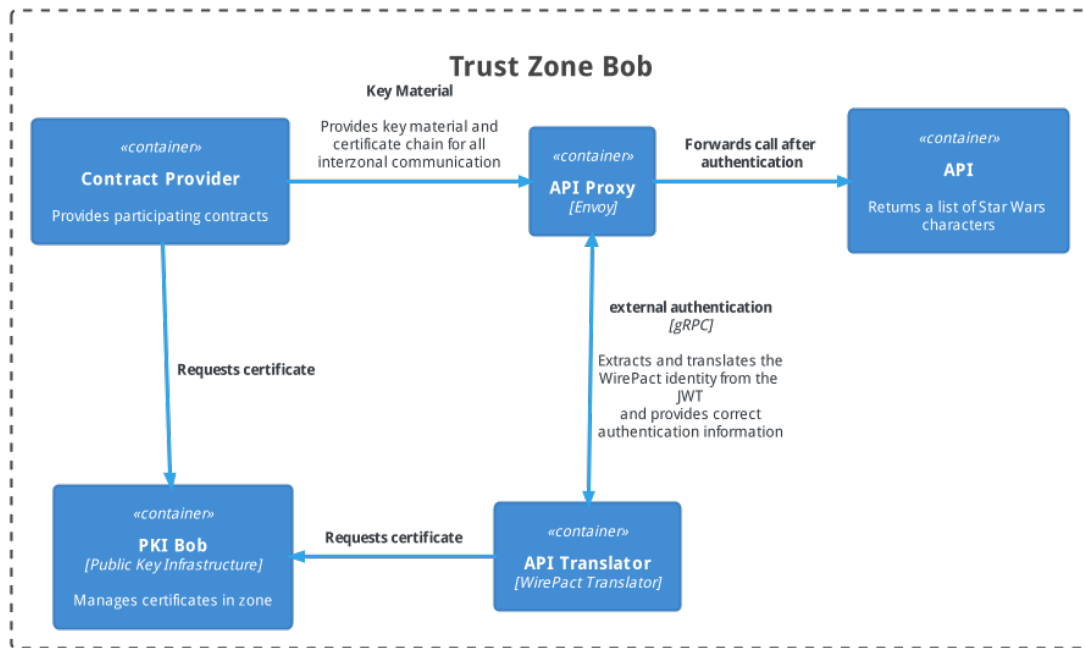 Trust Zone Bob
Key Material
Provides key material and
certificate chain for all
interzonal communication
«container»
Contract Provider
Provides participating contracts
«container»
API Proxy
[Envoy]
Forwards call after
authentication
«container»
API
Returns a list of Star Wars
characters
Requests certificate
external authentication
[gRPC]
Extracts and translates the
WirePact identity from the
JWT
and provides correct
authentication information
«container»
PKI Bob
[Public Key Infrastructure]
Manages certificates in zone
Requests certificate
«container»
API Translator
[WirePact Translator]